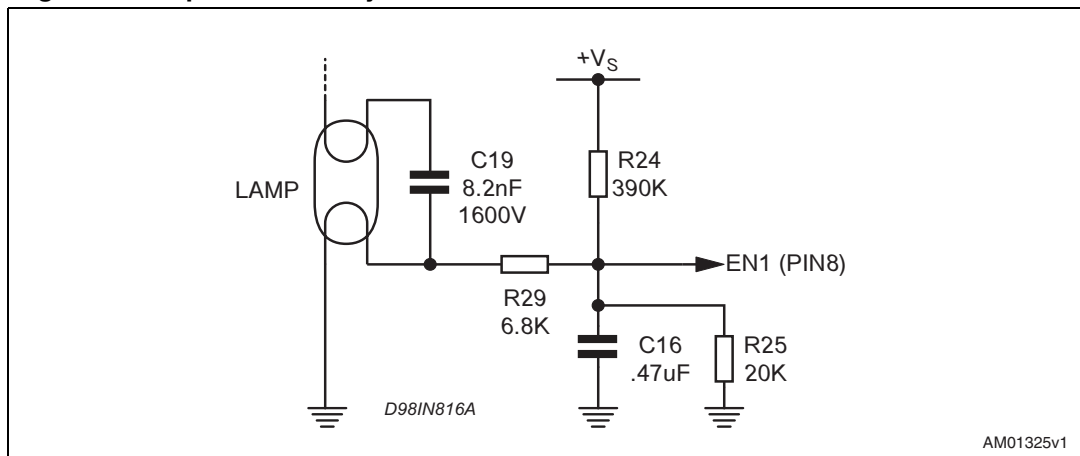 +VS
C19
8.2nF
1600V
R24
390K
LAMP
EN1 (PIN8)
R29
6.8K
C16
.47uF
R25
20K
D98IN816A
AM01325v1